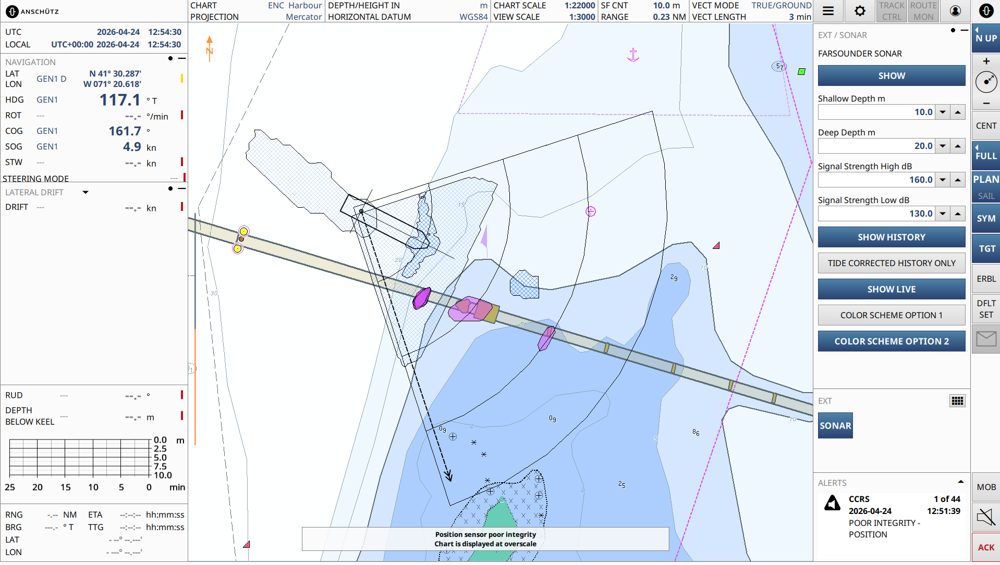 ANSCHÜTZ
CHART ENC Harbour
PROJECTION Mercator
DEPTH/HEIGHT IN m
HORIZONTAL DATUM WGS84
CHART SCALE 1:22000
VIEW SCALE 1:3000
SF CNT 10.0 m
RANGE 0.23 NM
VECT MODE TRUE/GROUND
VECT LENGTH 3 min
TRACK CTRL
ROUTE MON
UTC 2026-04-24 12:54:30
LOCAL UTC+00:00 2026-04-24 12:54:30
NAVIGATION
LAT GEN1 D N 41° 30.287'
LON W 071° 20.618'
HDG GEN1 117.1 ° T
ROT --- --.- °/min
COG GEN1 161.7 °
SOG GEN1 4.9 kn
STW --- --.- kn
STEERING MODE ---
LATERAL DRIFT
DRIFT --- --.- kn
RUD --- --.- °
DEPTH
BELOW KEEL --- --.- m
0.0 m
2.5
5.0
7.5
10.0
25 20 15 10 5 0 min
RNG -.-- NM ETA --:--:-- hh:mm:ss
BRG ---.- ° T TTG --:--:-- hh:mm:ss
LAT - --° --.---'
LON - ---° --.---'
N
57
15
20
30
10
29
5
09
09
2
86
5
10
25
2
Position sensor poor integrity
Chart is displayed at overscale
EXT / SONAR
FARSOUNDER SONAR
SHOW
Shallow Depth m
10.0
Deep Depth m
20.0
Signal Strength High dB
160.0
Signal Strength Low dB
130.0
SHOW HISTORY
TIDE CORRECTED HISTORY ONLY
SHOW LIVE
COLOR SCHEME OPTION 1
COLOR SCHEME OPTION 2
EXT
SONAR
ALERTS
CCRS 1 of 44
2026-04-24 12:51:39
POOR INTEGRITY -
POSITION
N UP
+
−
CENT
FULL
PLAN
SAIL
SYM
TGT
ERBL
DFLT
SET
MOB
ACK